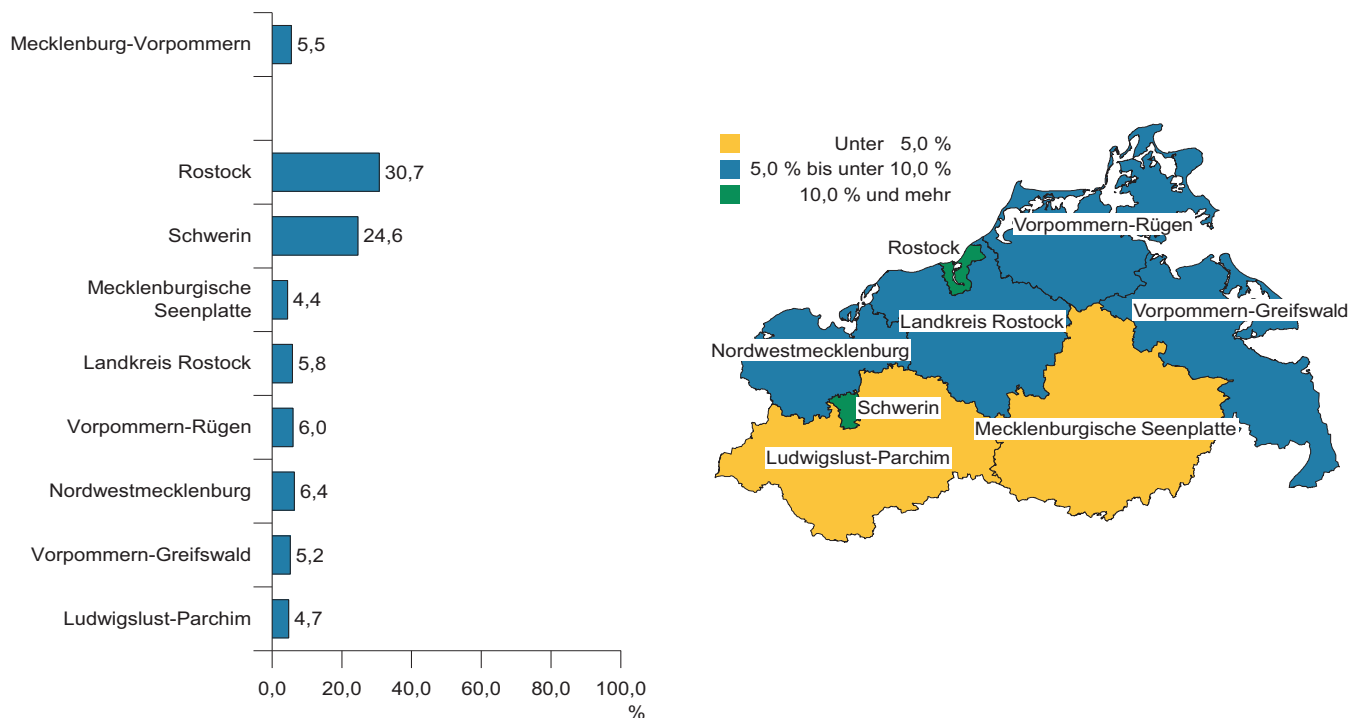 Mecklenburg-Vorpommern
5,5
Rostock
30,7
Schwerin
24,6
Mecklenburgische
Seenplatte
4,4
Landkreis Rostock
5,8
Vorpommern-Rügen
6,0
Nordwestmecklenburg
6,4
Vorpommern-Greifswald
5,2
Ludwigslust-Parchim
4,7
0,0 20,0 40,0 60,0 80,0 100,0
%
Unter 5,0 %
5,0 % bis unter 10,0 %
10,0 % und mehr
Vorpommern-Rügen
Rostock
Vorpommern-Greifswald
Landkreis Rostock
Nordwestmecklenburg
Schwerin
Mecklenburgische Seenplatte
Ludwigslust-Parchim